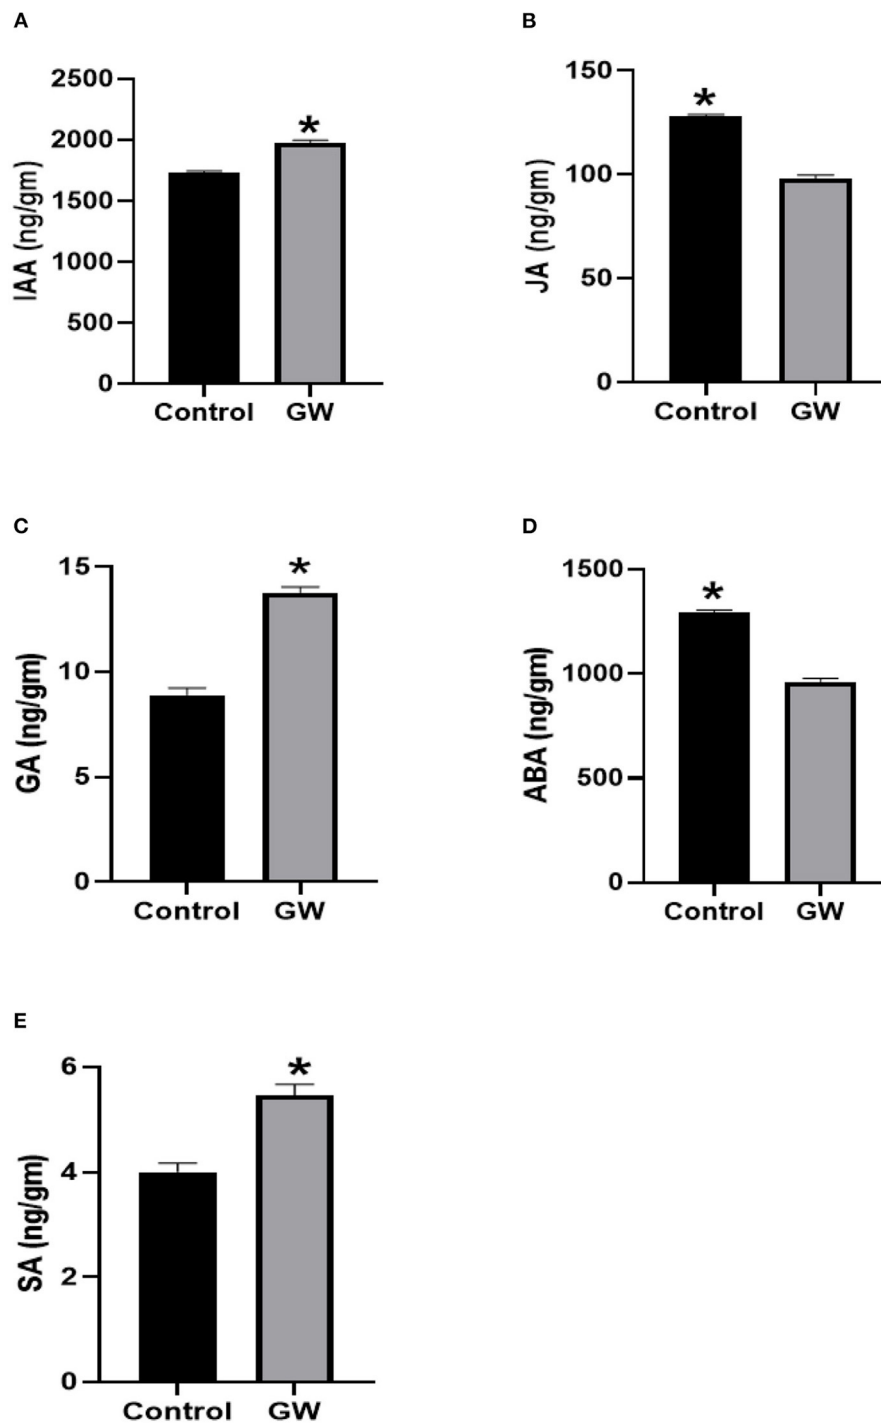 A
IAA (ng/gm)
2500
2000
1500
1000
500
0
*
Control GW
B
JA (ng/gm)
150
100
50
0
*
Control GW
C
GA (ng/gm)
15
10
5
0
*
Control GW
D
ABA (ng/gm)
1500
1000
500
0
*
Control GW
E
SA (ng/gm)
6
4
2
0
*
Control GW